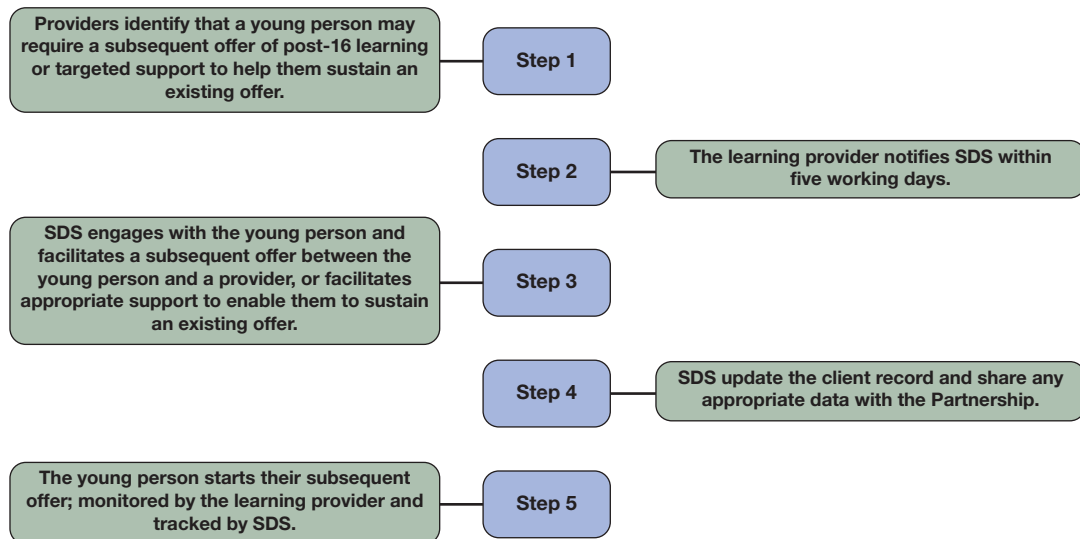 Providers identify that a young person may
require a subsequent offer of post-16 learning
or targeted support to help them sustain an
existing offer.
Step 1
Step 2
The learning provider notifies SDS within
five working days.
SDS engages with the young person and
facilitates a subsequent offer between the
young person and a provider, or facilitates
appropriate support to enable them to sustain
an existing offer.
Step 3
Step 4
SDS update the client record and share any
appropriate data with the Partnership.
The young person starts their subsequent
offer; monitored by the learning provider and
tracked by SDS.
Step 5